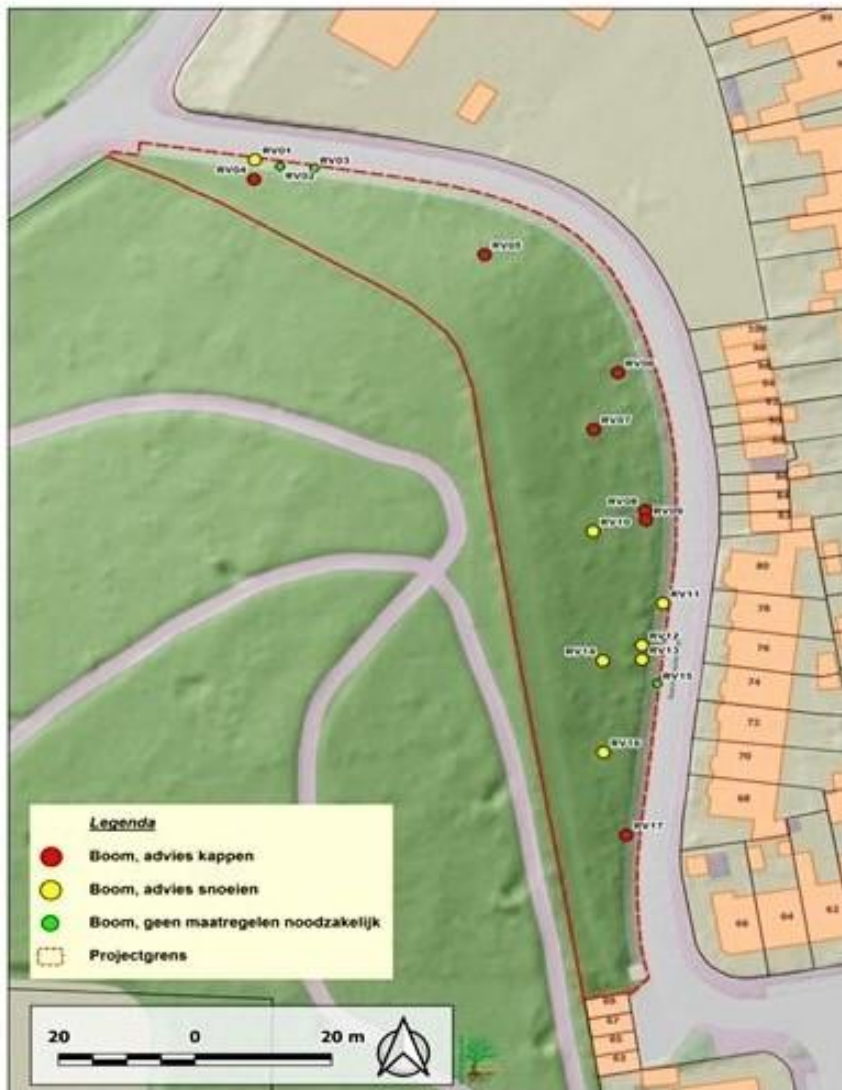 RV01
RV03
RV02
RV04
RV05
RV06
RV07
RV08
RV09
RV10
RV11
RV12
RV13
RV14
RV15
RV16
RV17
80
78
76
74
72
70
68
66
64
62
Legenda
Boom, advies kappen
Boom, advies snoeien
Boom, geen maatregelen noodzakelijk
Projectgrens
69
67
65
63
20 0 20 m